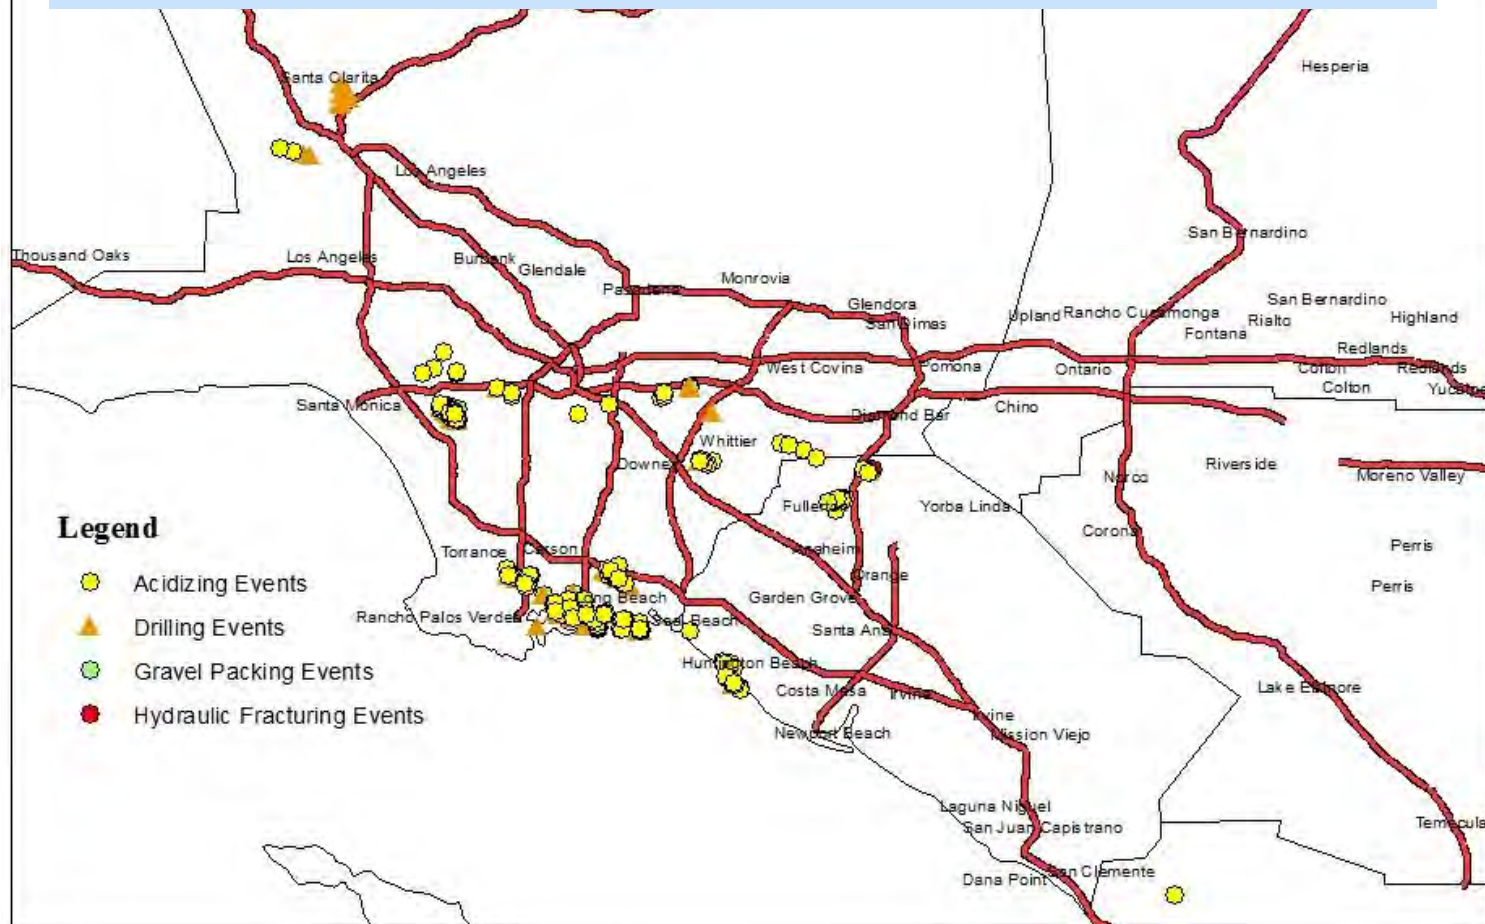 Hesperia
Santa Clarita
Los Angeles
San Bernardino
Thousand Oaks
Los Angeles
Burbank
Glendale
Monrovia
Pasadena
San Bernardino
Glendora
Upland
Rancho Cucamonga
Rialto
Highland
San Dimas
Fontana
Redlands
West Covina
Pomona
Ontario
Colton
Redlands
Colton
Yucaipa
Santa Monica
Chino
Diamond Bar
Whittier
Downey
Riverside
Norco
Moreno Valley
Fullerton
Yorba Linda
Legend
Corona
Torrance
Carson
Anaheim
Perris
Orange
Acidizing Events
Perris
Long Beach
Garden Grove
Rancho Palos Verdes
Seal Beach
Drilling Events
Santa Ana
Huntington Beach
Gravel Packing Events
Costa Mesa
Irvine
Lake Elsinore
Hydraulic Fracturing Events
Irvine
Newport Beach
Mission Viejo
Laguna Niguel
Temecula
San Juan Capistrano
San Clemente
Dana Point